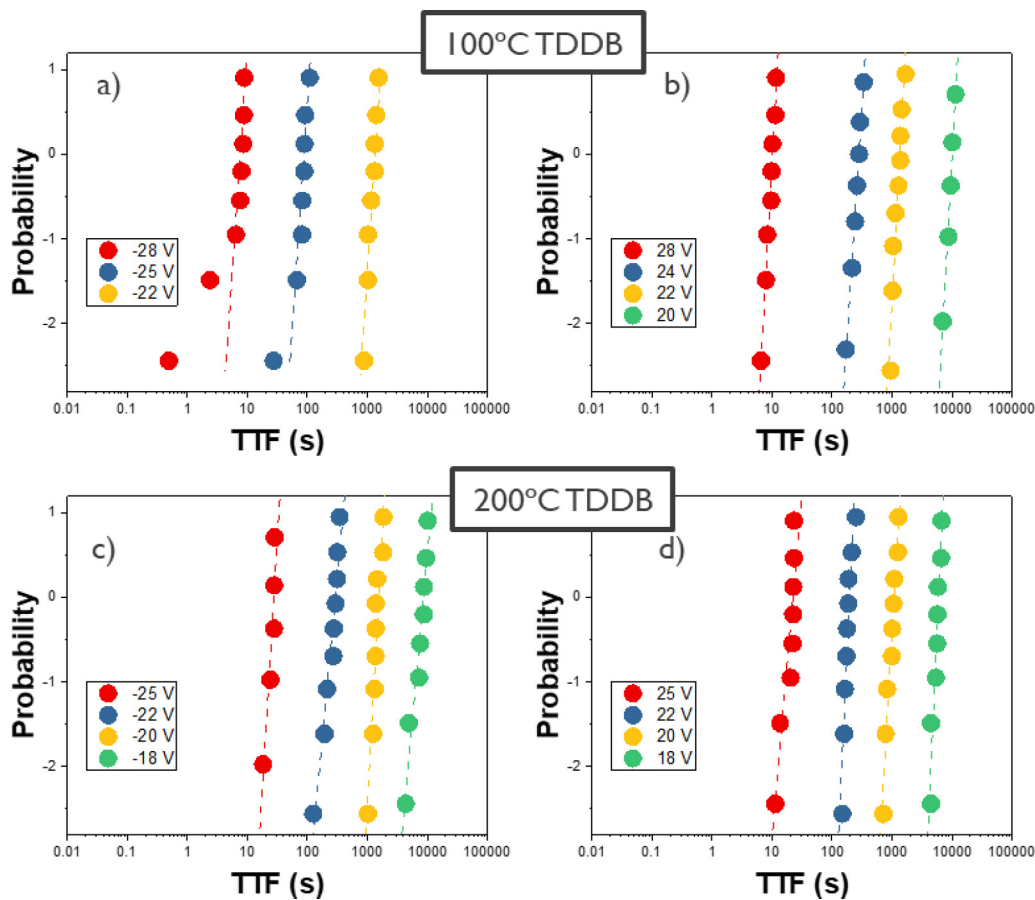 100°C TDDB
a)
Probability
1
0
-1
-2
-28 V
-25 V
-22 V
0.01 0.1 1 10 100 1000 10000 100000
TTF (s)
b)
Probability
1
0
-1
-2
28 V
24 V
22 V
20 V
0.01 0.1 1 10 100 1000 10000 100000
TTF (s)
200°C TDDB
c)
Probability
1
0
-1
-2
-25 V
-22 V
-20 V
-18 V
0.01 0.1 1 10 100 1000 10000 100000
TTF (s)
d)
Probability
1
0
-1
-2
25 V
22 V
20 V
18 V
0.01 0.1 1 10 100 1000 10000 100000
TTF (s)